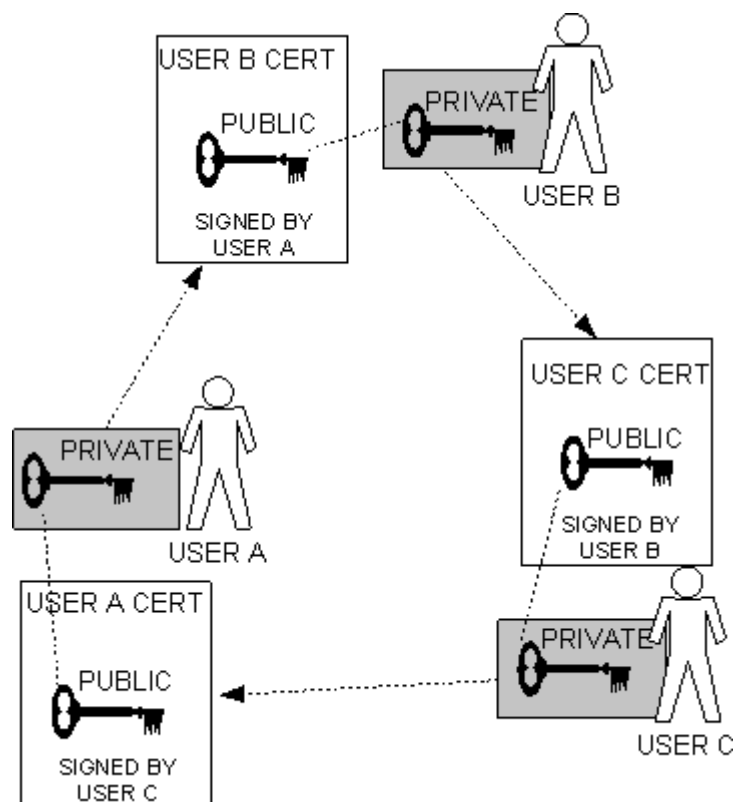 USER B CERT
PUBLIC
SIGNED BY
USER A
PRIVATE
USER B
USER C CERT
PUBLIC
SIGNED BY
USER B
PRIVATE
USER A
USER A CERT
PUBLIC
SIGNED BY
USER C
PRIVATE
USER C